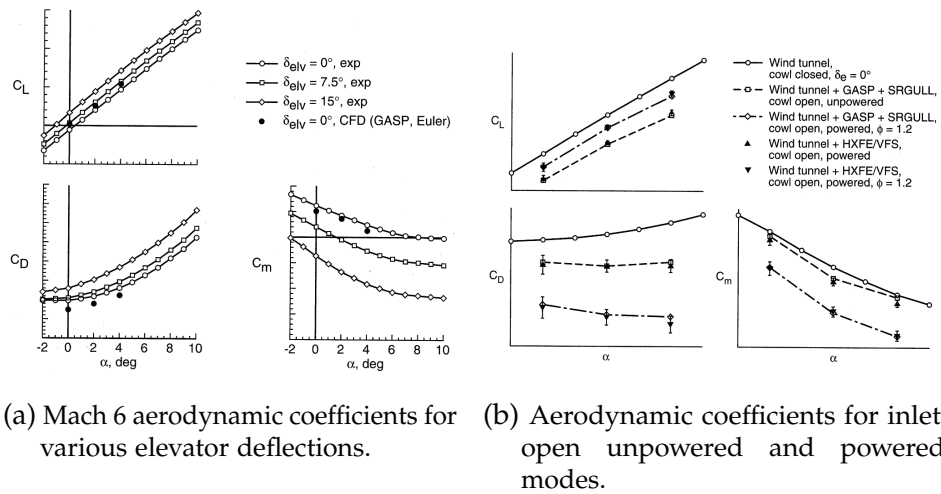 C_L
δ_elv = 0°, exp
δ_elv = 7.5°, exp
δ_elv = 15°, exp
δ_elv = 0°, CFD (GASP, Euler)
C_D
-2 0 2 4 6 8 10
α, deg
C_m
-2 0 2 4 6 8 10
α, deg
(a) Mach 6 aerodynamic coefficients for
various elevator deflections.
C_L
Wind tunnel,
cowl closed, δ_e = 0°
Wind tunnel + GASP + SRGULL,
cowl open, unpowered
Wind tunnel + GASP + SRGULL,
cowl open, powered, ϕ = 1.2
Wind tunnel + HXFE/VFS,
cowl open, powered
Wind tunnel + HXFE/VFS,
cowl open, powered, ϕ = 1.2
C_D
α
C_m
α
(b) Aerodynamic coefficients for inlet
open unpowered and powered
modes.